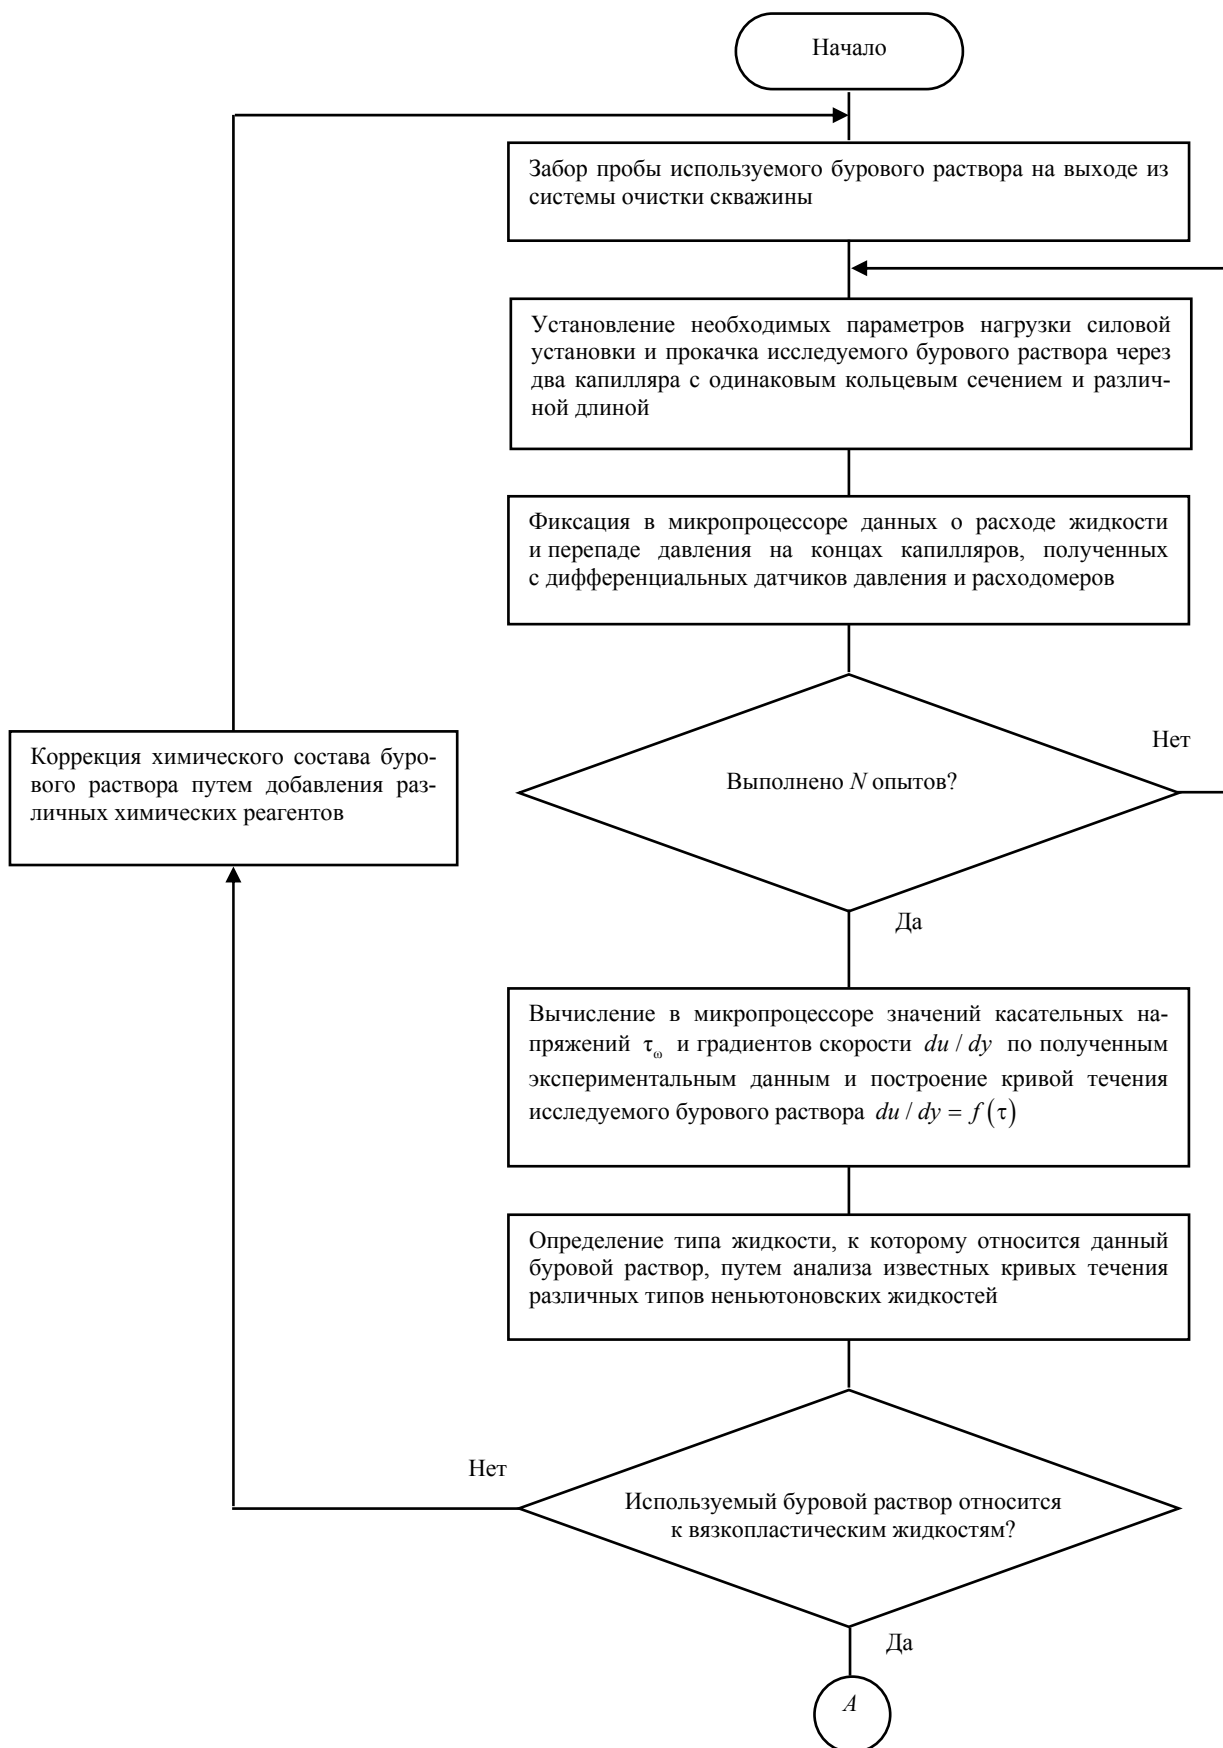 Начало
Забор пробы используемого бурового раствора на выходе из
системы очистки скважины
Установление необходимых параметров нагрузки силовой
установки и прокачка исследуемого бурового раствора через
два капилляра с одинаковым кольцевым сечением и различ-
ной длиной
Фиксация в микропроцессоре данных о расходе жидкости
и перепаде давления на концах капилляров, полученных
с дифференциальных датчиков давления и расходомеров
Нет
Выполнено N опытов?
Да
Коррекция химического состава буро-
вого раствора путем добавления раз-
личных химических реагентов
Вычисление в микропроцессоре значений касательных на-
пряжений τ_ω и градиентов скорости du / dy по полученным
экспериментальным данным и построение кривой течения
исследуемого бурового раствора du / dy = f(τ)
Определение типа жидкости, к которому относится данный
буровой раствор, путем анализа известных кривых течения
различных типов неньютоновских жидкостей
Нет
Используемый буровой раствор относится
к вязкопластическим жидкостям?
Да
A